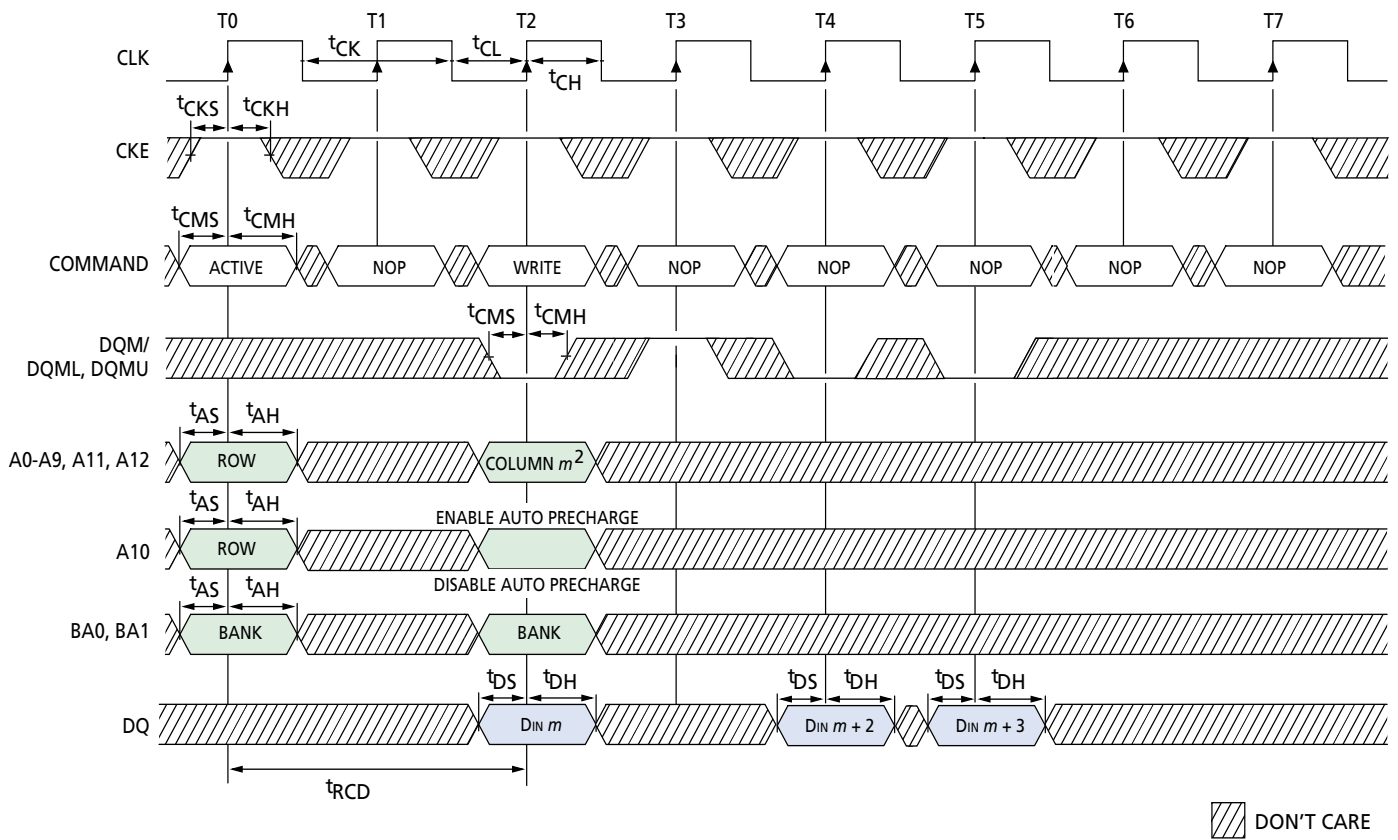 T0 T1 T2 T3 T4 T5 T6 T7
CLK
tCK tCL
tCH
tCKS tCKH
CKE
tCMS tCMH
COMMAND ACTIVE NOP WRITE NOP NOP NOP NOP NOP
tCMS tCMH
DQM/
DQML, DQMU
tAS tAH
A0-A9, A11, A12 ROW COLUMN m2
tAS tAH
ENABLE AUTO PRECHARGE
A10 ROW
DISABLE AUTO PRECHARGE
tAS tAH
BA0, BA1 BANK BANK
tDS tDH tDS tDH tDS tDH
DQ DIN m DIN m + 2 DIN m + 3
tRCD
DON'T CARE